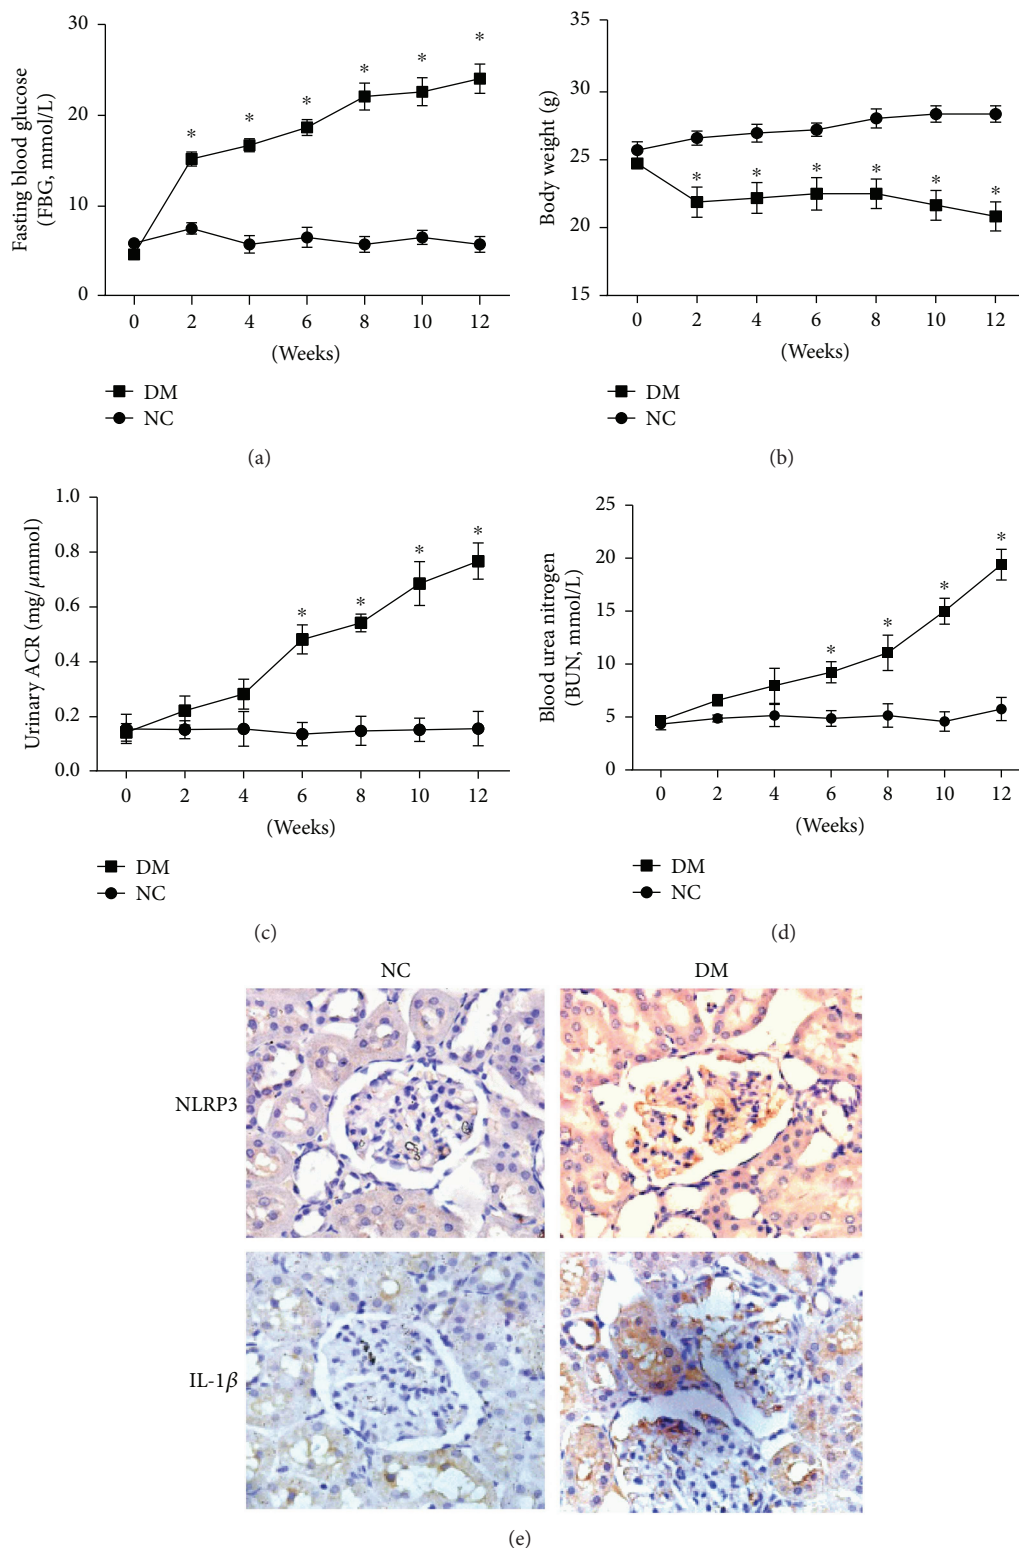 30
20
10
0
Fasting blood glucose
(FBG, mmol/L)
*
*
*
*
*
*
0 2 4 6 8 10 12
(Weeks)
DM
NC
(a)
35
30
25
20
15
Body weight (g)
*
*
*
*
*
*
0 2 4 6 8 10 12
(Weeks)
DM
NC
(b)
1.0
0.8
0.6
0.4
0.2
0.0
Urinary ACR (mg/μmmol)
*
*
*
*
0 2 4 6 8 10 12
(Weeks)
DM
NC
(c)
25
20
15
10
5
0
Blood urea nitrogen
(BUN, mmol/L)
*
*
*
*
0 2 4 6 8 10 12
(Weeks)
DM
NC
(d)
NC DM
NLRP3
IL-1β
(e)